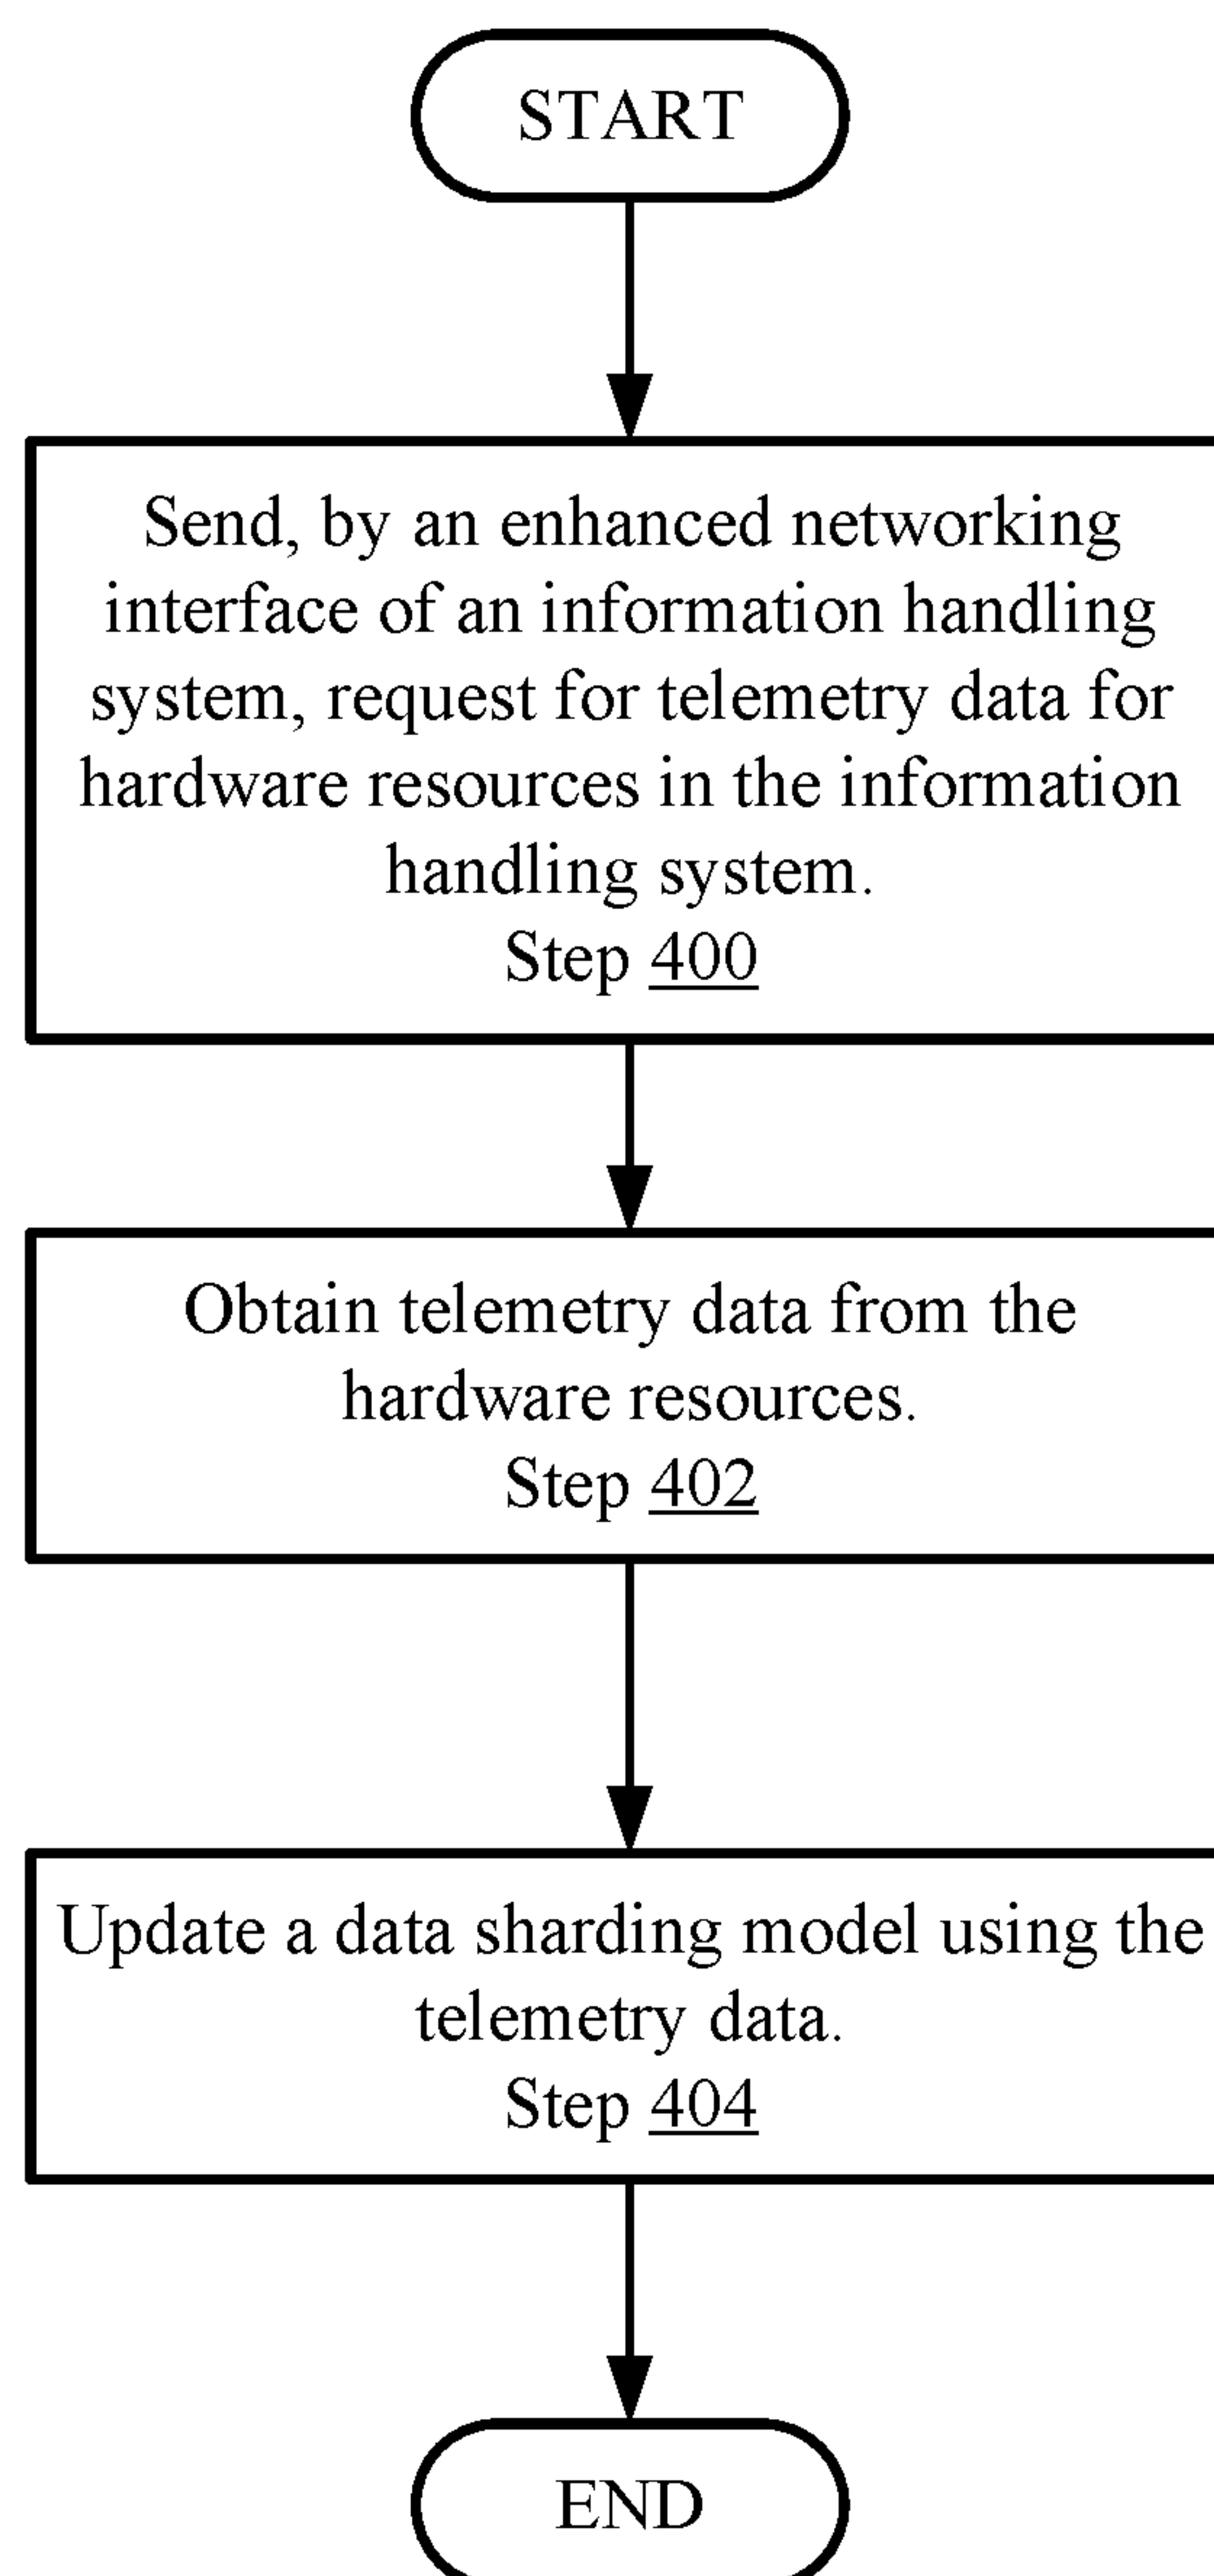 START
Send, by an enhanced networking
interface of an information handling
system, request for telemetry data for
hardware resources in the information
handling system.
Step 400
Obtain telemetry data from the
hardware resources.
Step 402
Update a data sharding model using the
telemetry data.
Step 404
END